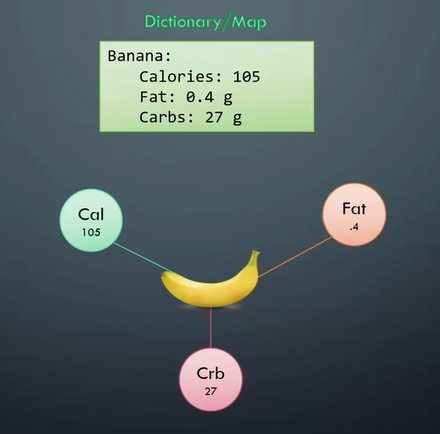 Dictionary/Map
Banana:
Calories: 105
Fat: 0.4 g
Carbs: 27 g
Cal
105
Fat
.4
Crb
27